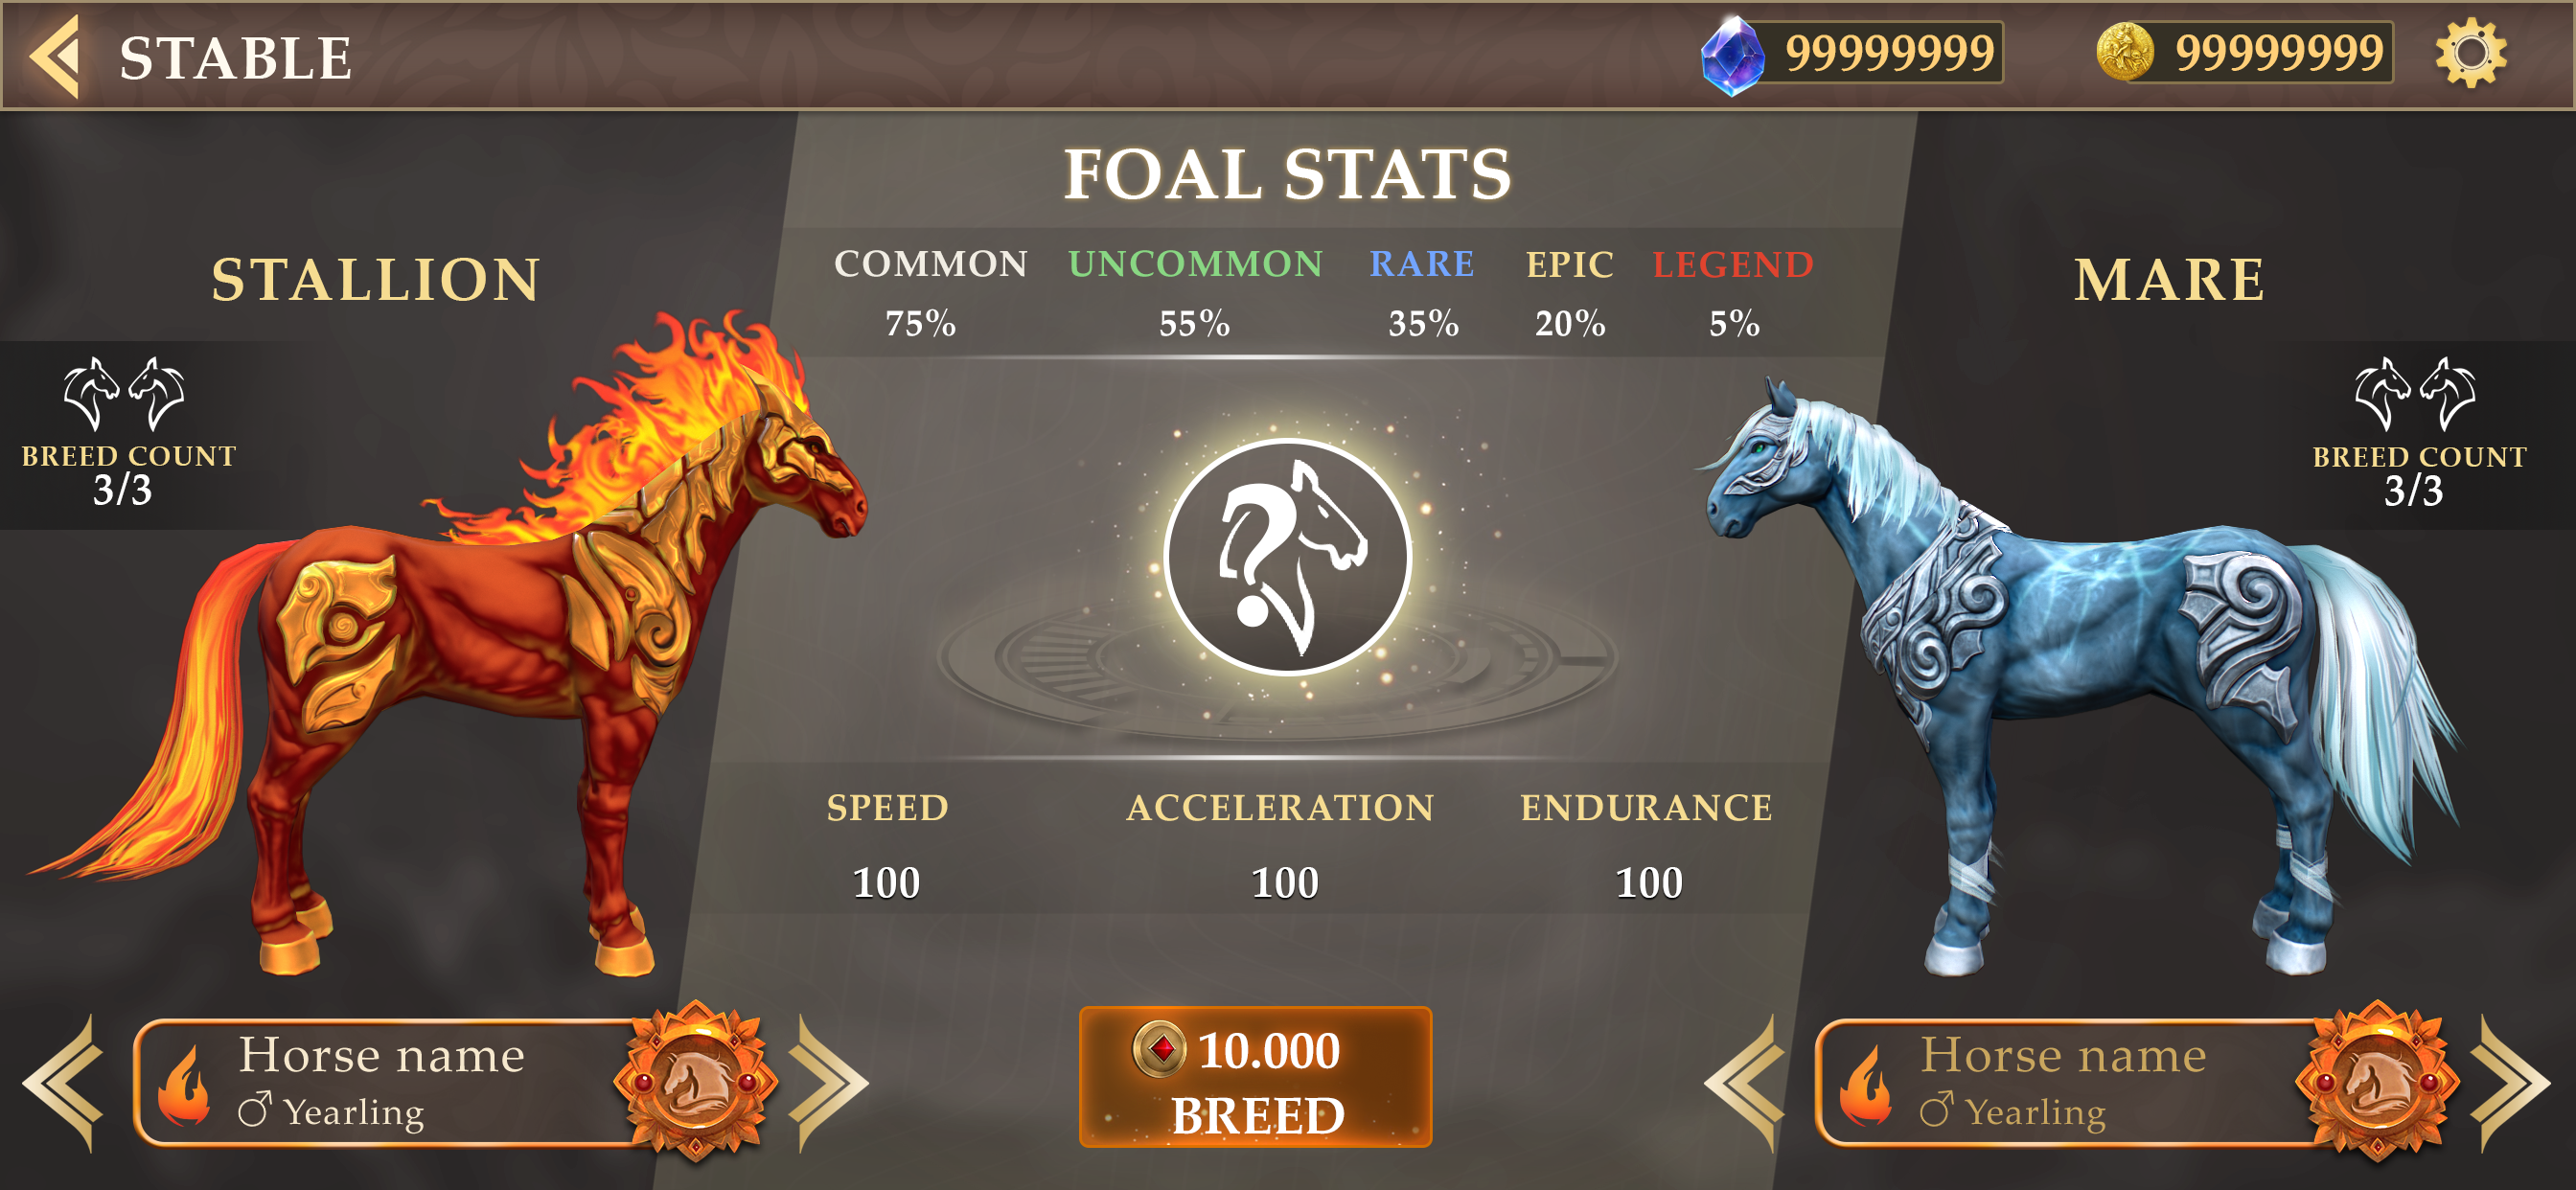 STABLE
99999999
99999999
FOAL STATS
COMMON UNCOMMON RARE EPIC LEGEND
75% 55% 35% 20% 5%
STALLION
BREED COUNT
3/3
MARE
BREED COUNT
3/3
SPEED ACCELERATION ENDURANCE
100 100 100
Horse name
♂ Yearling
10.000
BREED
Horse name
♂ Yearling